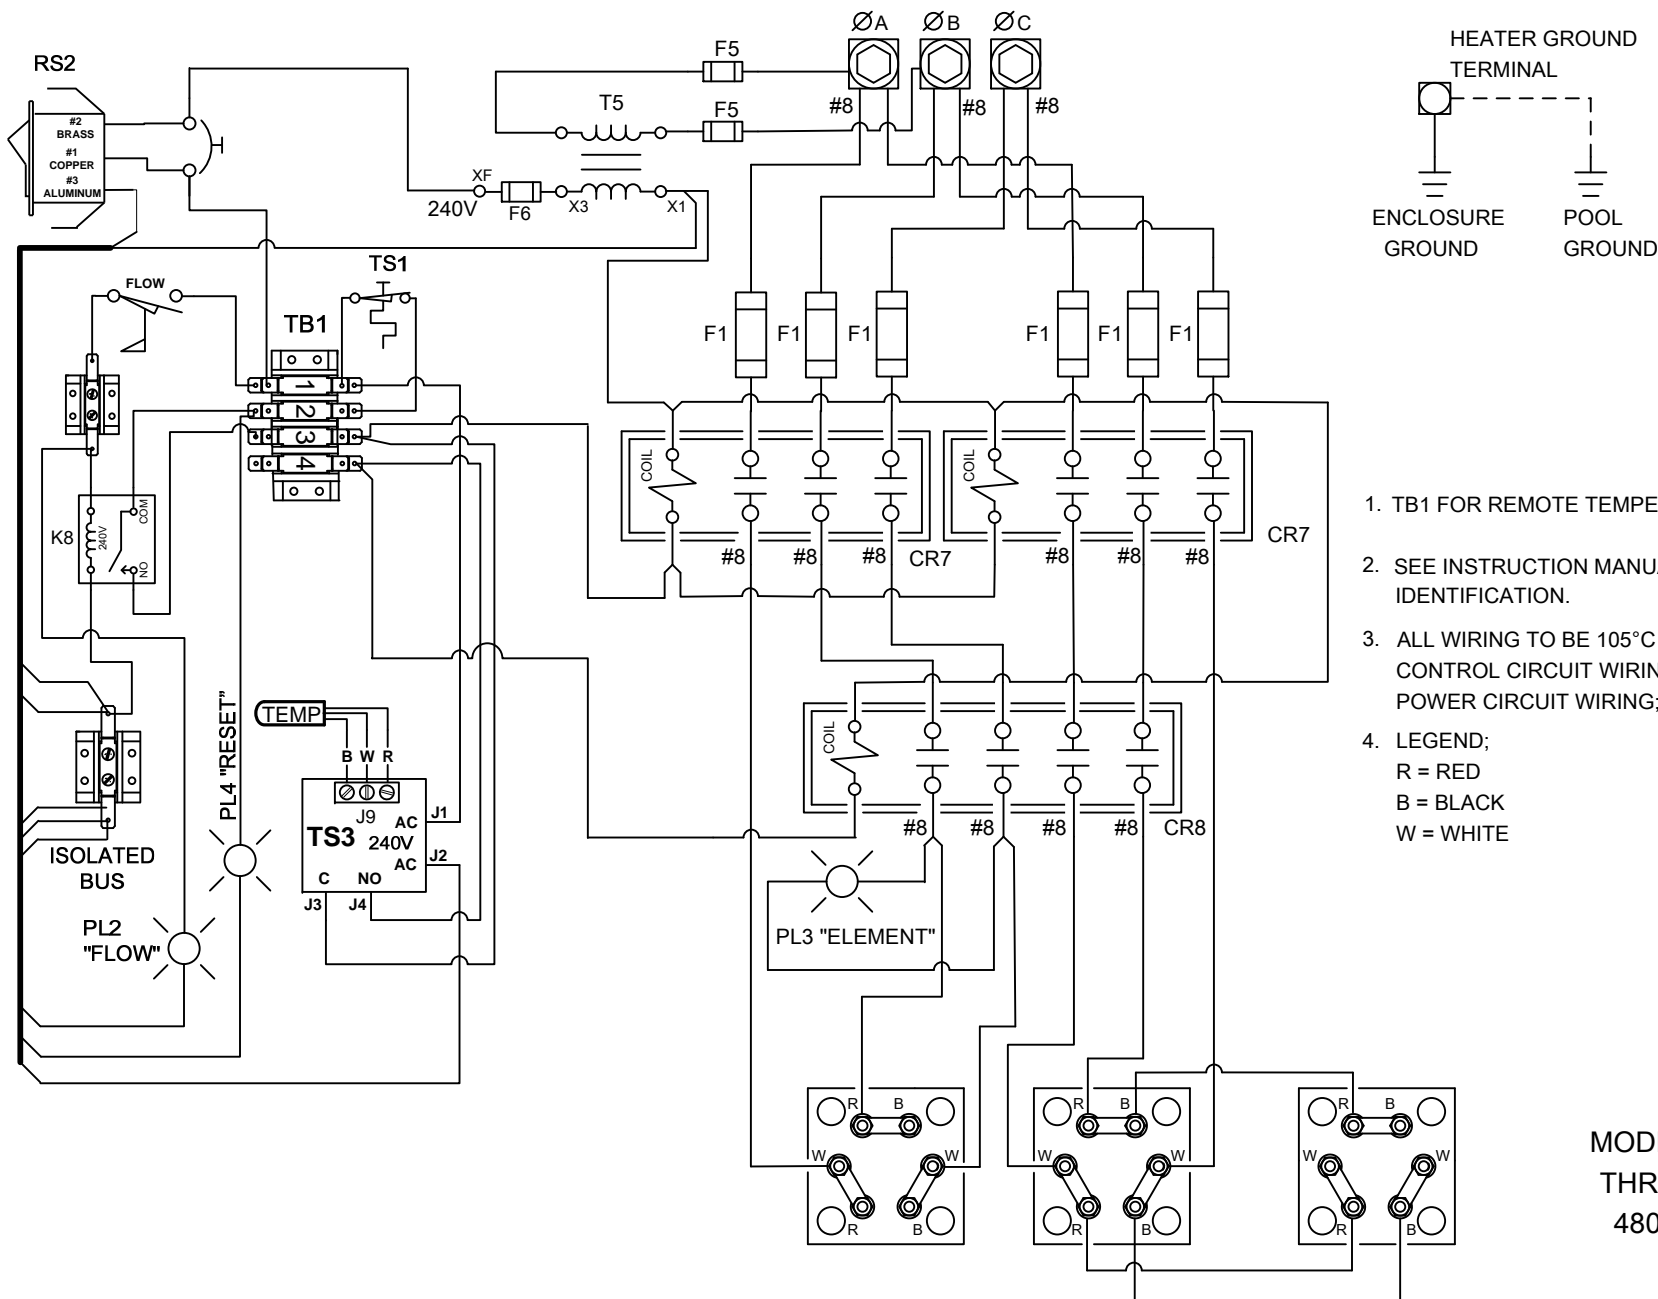 ØA ØB ØC
HEATER GROUND
TERMINAL
RS2
F5
#2
BRASS
#1
COPPER
#3
ALUMINUM
T5
F5
#8 #8 #8
XF
240V
F6
X3
X1
ENCLOSURE
GROUND
POOL
GROUND
FLOW
TS1
TB1
F1 F1 F1 F1 F1 F1
1
2
3
4
COIL
COIL
K8
240V
COM
NO
#8 #8 #8 CR7
#8 #8 #8 CR7
1. TB1 FOR REMOTE
2. SEE INSTRUCTION
IDENTIFICATION.
3. ALL WIRING TO BE 105°C
CONTROL CIRCUIT
POWER CIRCUIT WIRING;
4. LEGEND;
R = RED
B = BLACK
W = WHITE
PL4 "RESET"
TEMP
B W R
J9
TS3 240V
AC J1
AC J2
C NO
J3 J4
COIL
#8 #8 #8 #8 CR8
ISOLATED
BUS
PL2
"FLOW"
PL3 "ELEMENT"
R B
W W
R B
R B
W W
R B
R B
W W
R B
480